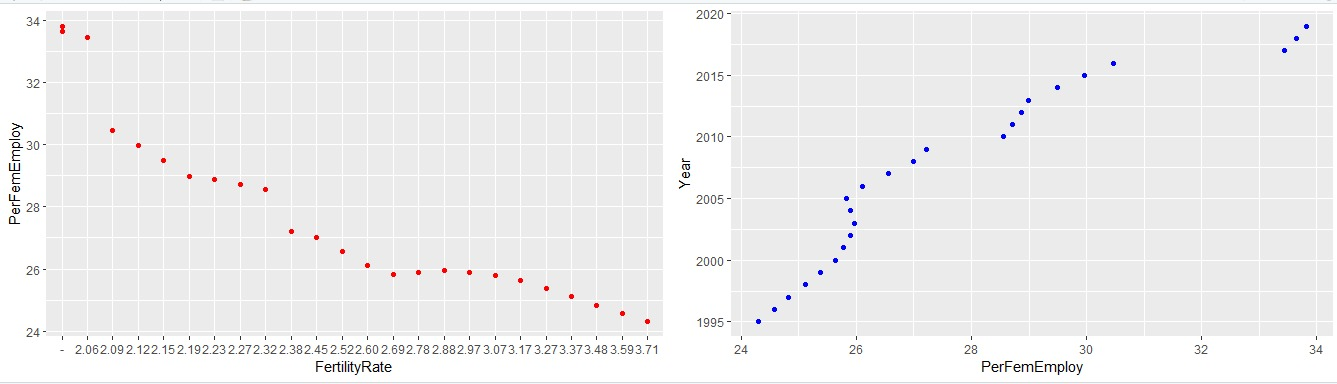 34
32
30
28
26
24
PerFemEmploy
- 2.06 2.09 2.12 2.15 2.19 2.23 2.27 2.32 2.38 2.45 2.52 2.60 2.69 2.78 2.88 2.97 3.07 3.17 3.27 3.37 3.48 3.59 3.71
FertilityRate
2020
2015
2010
2005
2000
1995
Year
24 26 28 30 32 34
PerFemEmploy